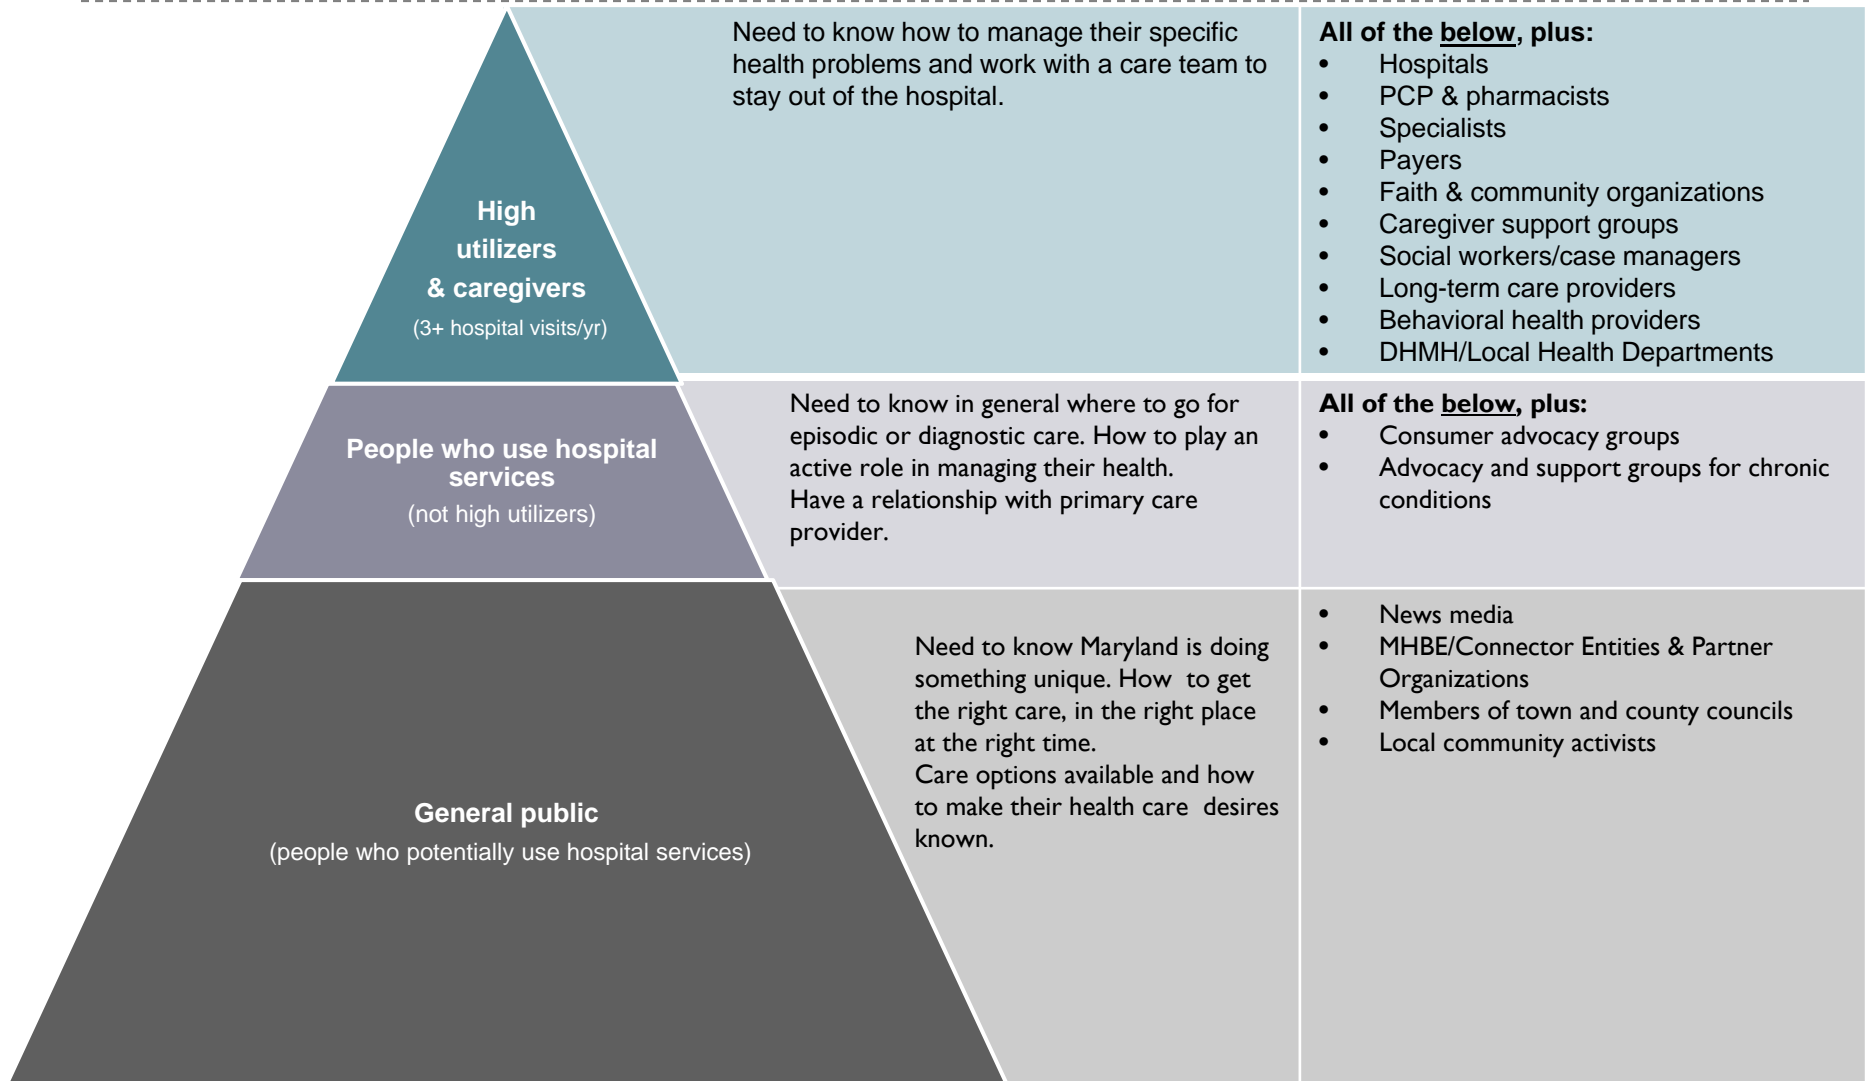 High
utilizers
& caregivers
(3+ hospital visits/yr)
Need to know how to manage their specific
health problems and work with a care team to
stay out of the hospital.
All of the below, plus:
• Hospitals
• PCP & pharmacists
• Specialists
• Payers
• Faith & community organizations
• Caregiver support groups
• Social workers/case managers
• Long-term care providers
• Behavioral health providers
• DHMH/Local Health Departments
People who use hospital
services
(not high utilizers)
Need to know in general where to go for
episodic or diagnostic care. How to play an
active role in managing their health.
Have a relationship with primary care
provider.
All of the below, plus:
• Consumer advocacy groups
• Advocacy and support groups for chronic
conditions
General public
(people who potentially use hospital services)
Need to know Maryland is doing
something unique. How  to get
the right care, in the right place
at the right time.
Care options available and how
to make their health care  desires
known.
• News media
• MHBE/Connector Entities & Partner
Organizations
• Members of town and county councils
• Local community activists